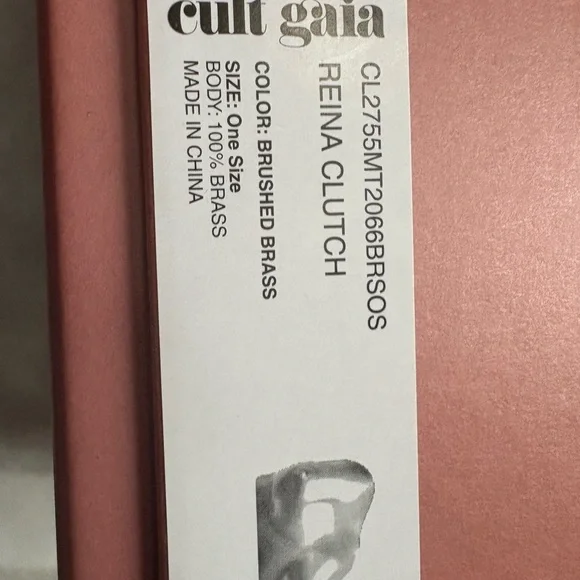 cult gaia
CL2755MT2066BRSOS
REINA CLUTCH
COLOR: BRUSHED BRASS
SIZE: One Size
BODY: 100% BRASS
MADE IN CHINA